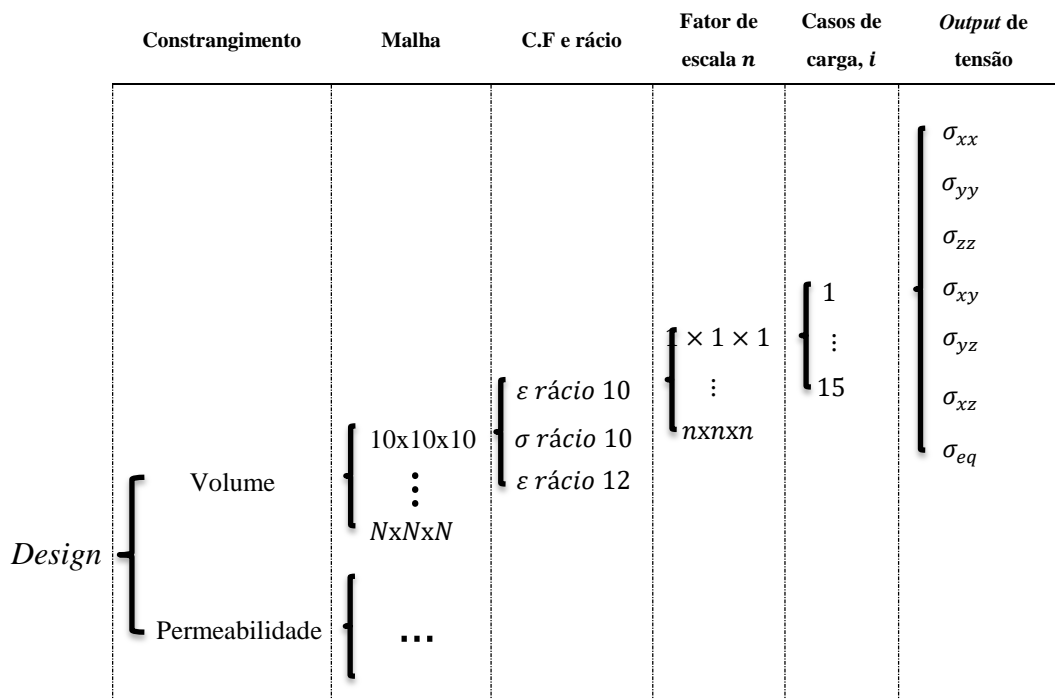 Constrangimento
Malha
C.F e rácio
Fator de
escala n
Casos de
carga, i
Output de
tensão
Design
Volume
Permeabilidade
10x10x10
⋮
NxNxN
...
ε rácio 10
σ rácio 10
ε rácio 12
1 × 1 × 1
⋮
nxnxn
1
⋮
15
σxx
σyy
σzz
σxy
σyz
σxz
σeq